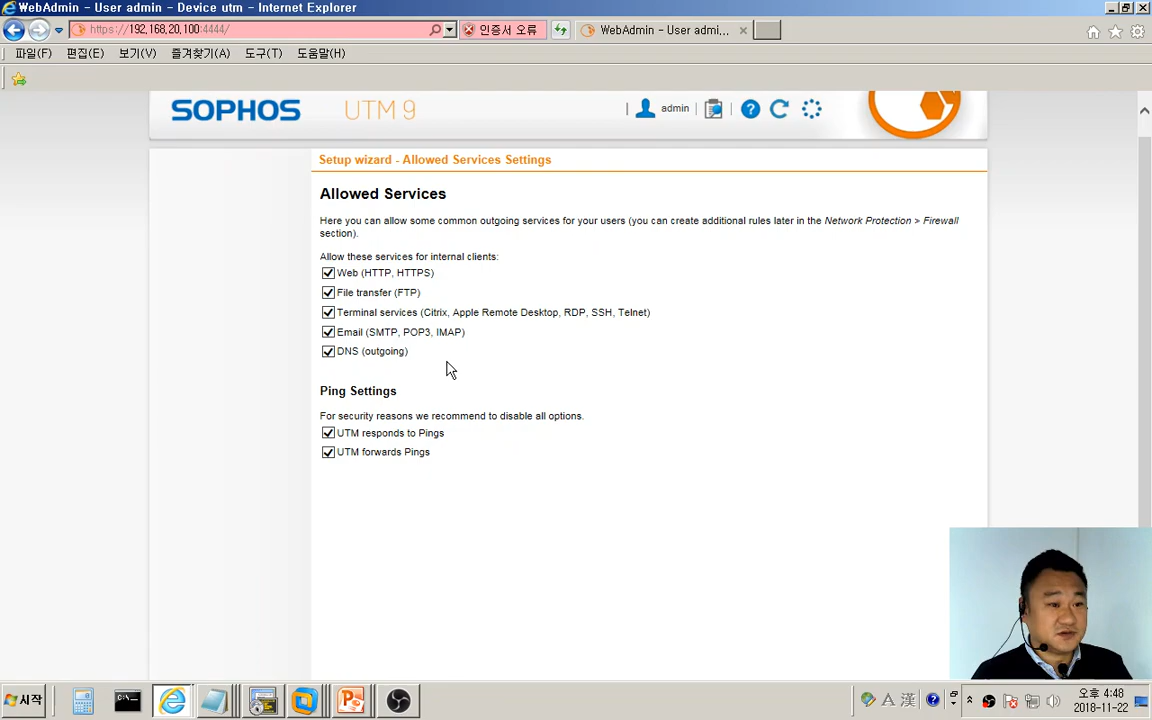 WebAdmin - User admin - Device utm - Internet Explorer
https://192,168,20,100:4444/
인증서 오류
WebAdmin - User admi,,,
파일(F) 편집(E) 보기(V) 즐겨찾기(A) 도구(T) 도움말(H)
SOPHOS UTM 9
admin
Setup wizard - Allowed Services Settings
Allowed Services
Here you can allow some common outgoing services for your users (you can create additional rules later in the Network Protection > Firewall
section).
Allow these services for internal clients:
Web (HTTP, HTTPS)
File transfer (FTP)
Terminal services (Citrix, Apple Remote Desktop, RDP, SSH, Telnet)
Email (SMTP, POP3, IMAP)
DNS (outgoing)
Ping Settings
For security reasons we recommend to disable all options.
UTM responds to Pings
UTM forwards Pings
시작
A 漢
오후 4:48
2018-11-22